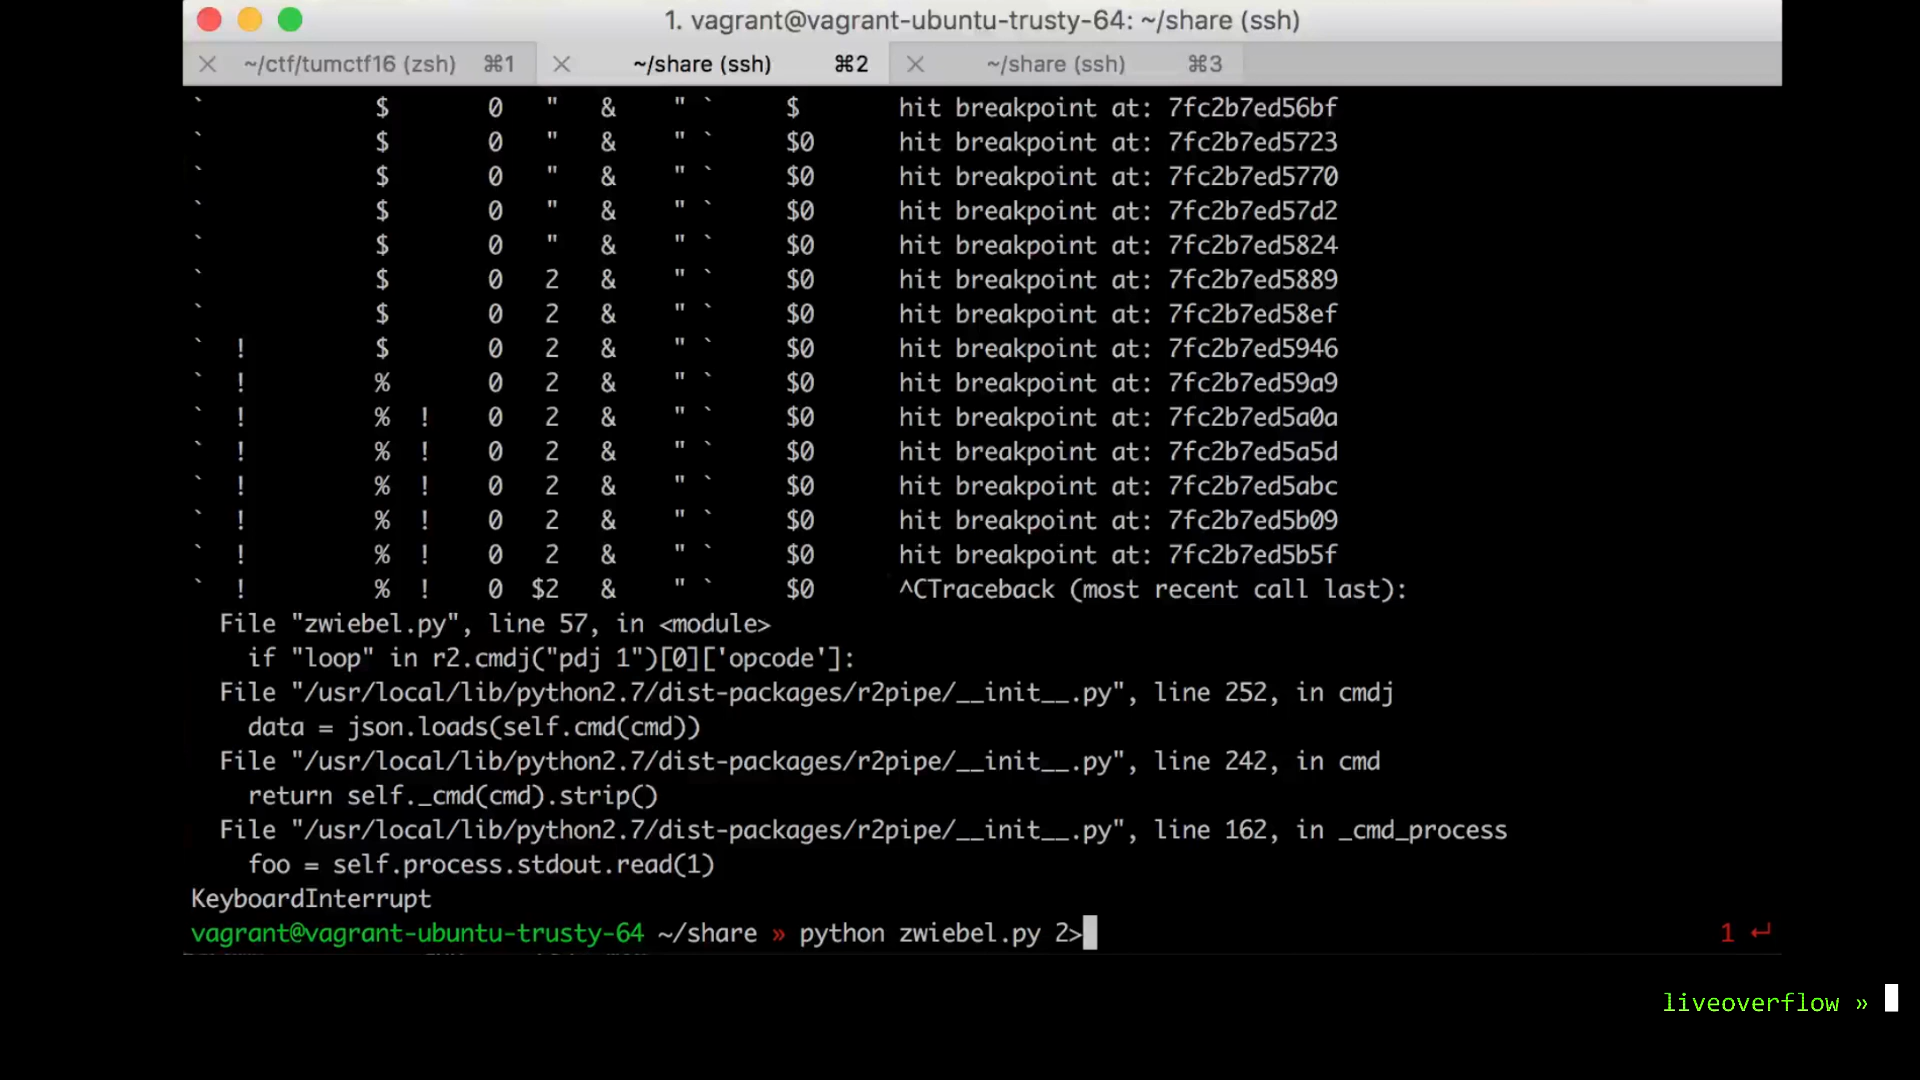 1. vagrant@vagrant-ubuntu-trusty-64: ~/share (ssh)
~/ctf/tumctf16 (zsh) ⌘1 ~/share (ssh) ⌘2 ~/share (ssh) ⌘3
` $ 0 " & " ` $ hit breakpoint at: 7fc2b7ed56bf
` $ 0 " & " ` $0 hit breakpoint at: 7fc2b7ed5723
` $ 0 " & " ` $0 hit breakpoint at: 7fc2b7ed5770
` $ 0 " & " ` $0 hit breakpoint at: 7fc2b7ed57d2
` $ 0 " & " ` $0 hit breakpoint at: 7fc2b7ed5824
` $ 0 2 & " ` $0 hit breakpoint at: 7fc2b7ed5889
` $ 0 2 & " ` $0 hit breakpoint at: 7fc2b7ed58ef
` ! $ 0 2 & " ` $0 hit breakpoint at: 7fc2b7ed5946
` ! % 0 2 & " ` $0 hit breakpoint at: 7fc2b7ed59a9
` ! % ! 0 2 & " ` $0 hit breakpoint at: 7fc2b7ed5a0a
` ! % ! 0 2 & " ` $0 hit breakpoint at: 7fc2b7ed5a5d
` ! % ! 0 2 & " ` $0 hit breakpoint at: 7fc2b7ed5abc
` ! % ! 0 2 & " ` $0 hit breakpoint at: 7fc2b7ed5b09
` ! % ! 0 2 & " ` $0 hit breakpoint at: 7fc2b7ed5b5f
` ! % ! 0 $2 & " ` $0 ^CTraceback (most recent call last):
File "zwiebel.py", line 57, in <module>
if "loop" in r2.cmdj("pdj 1")[0]['opcode']:
File "/usr/local/lib/python2.7/dist-packages/r2pipe/__init__.py", line 252, in cmdj
data = json.loads(self.cmd(cmd))
File "/usr/local/lib/python2.7/dist-packages/r2pipe/__init__.py", line 242, in cmd
return self._cmd(cmd).strip()
File "/usr/local/lib/python2.7/dist-packages/r2pipe/__init__.py", line 162, in _cmd_process
foo = self.process.stdout.read(1)
KeyboardInterrupt
vagrant@vagrant-ubuntu-trusty-64 ~/share » python zwiebel.py 2> 1 ↵
liveoverflow »